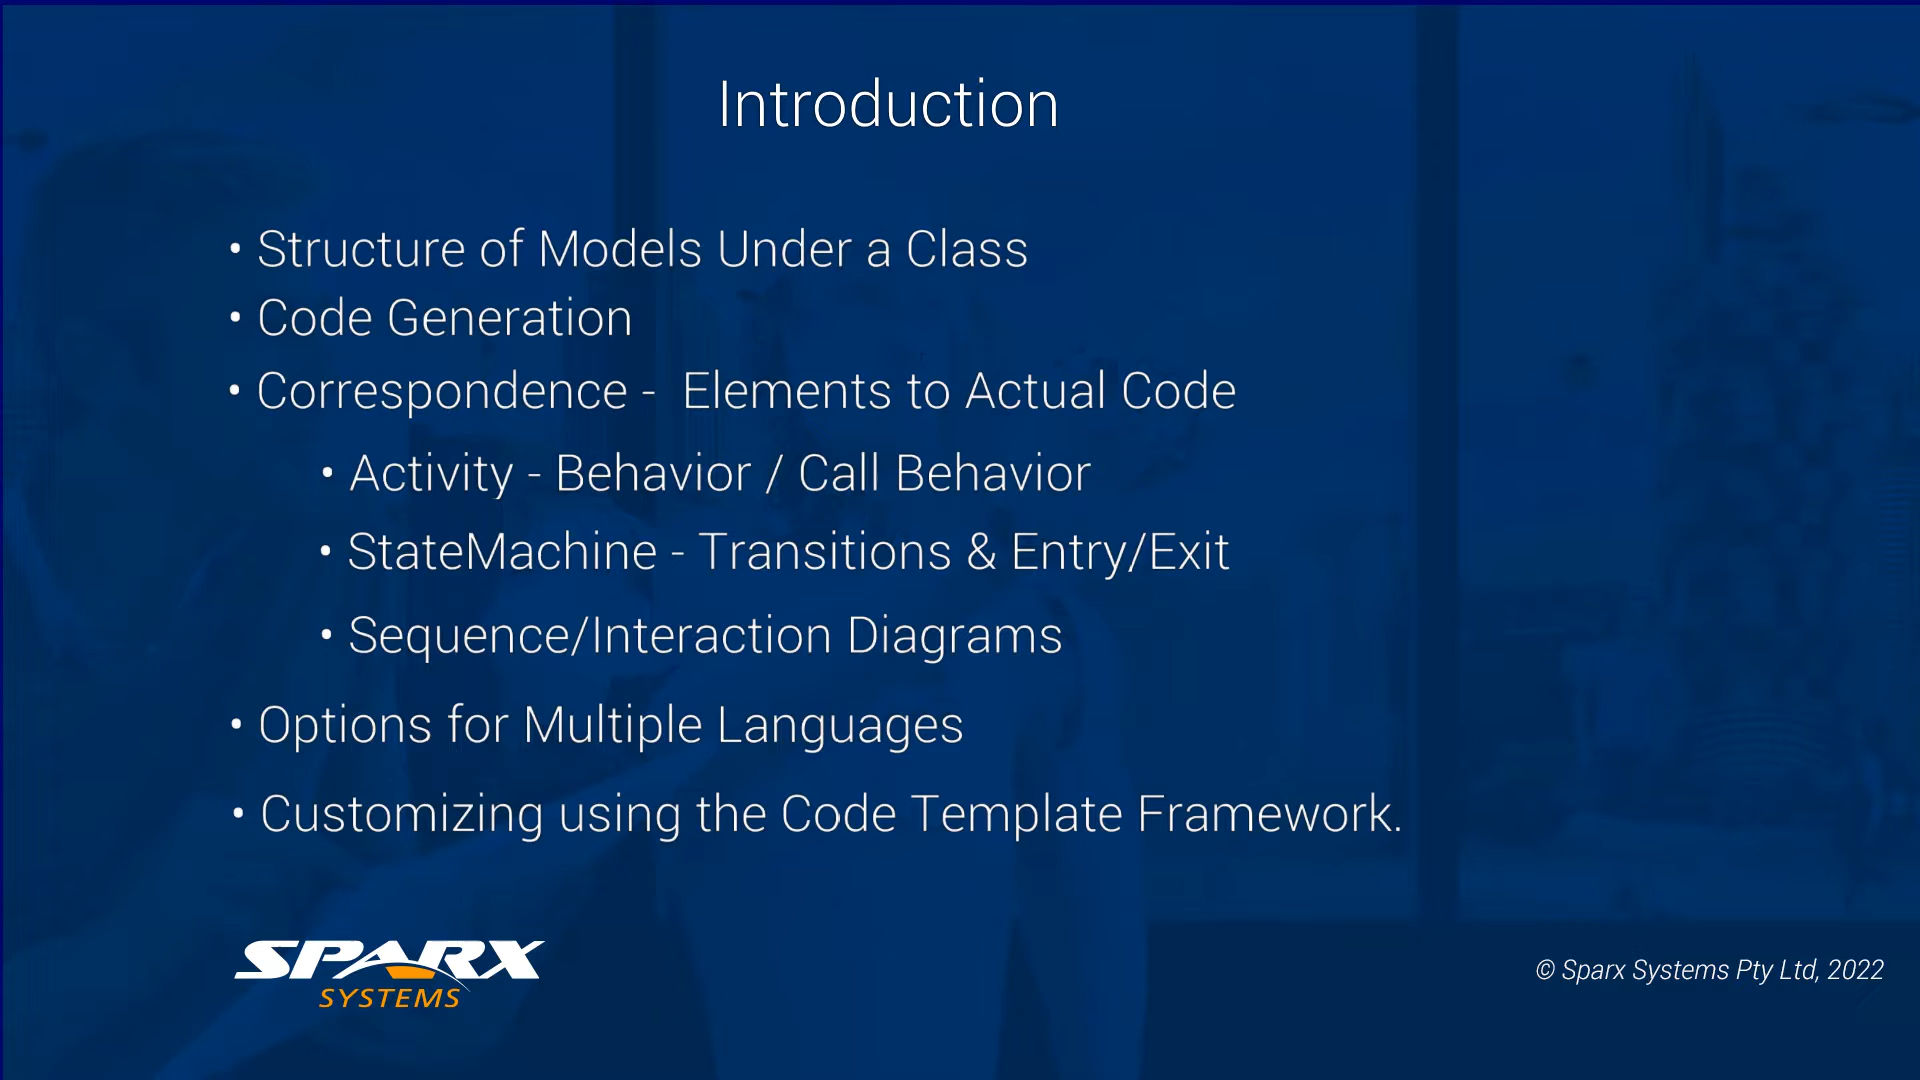 Introduction
• Structure of Models Under a Class
• Code Generation
• Correspondence -  Elements to Actual Code
• Activity - Behavior / Call Behavior
• StateMachine - Transitions & Entry/Exit
• Sequence/Interaction Diagrams
• Options for Multiple Languages
• Customizing using the Code Template Framework.
SPARX
SYSTEMS
© Sparx Systems Pty Ltd, 2022